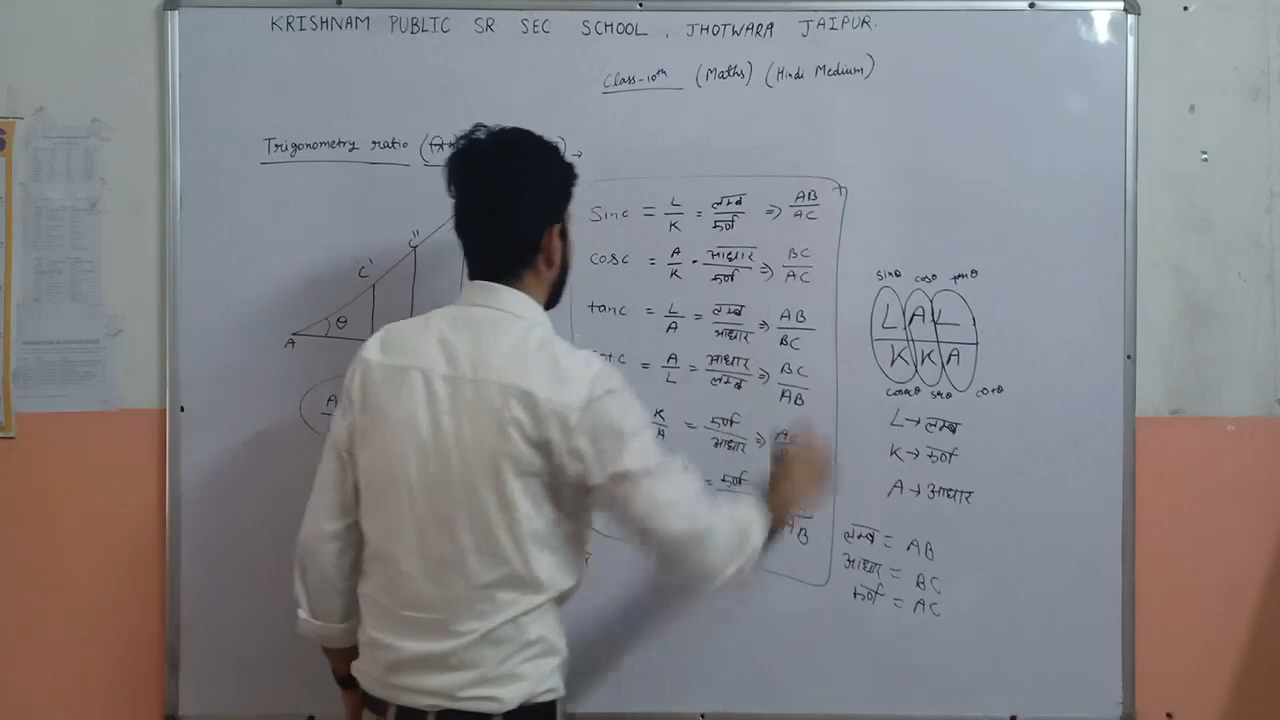 KRISHNAM PUBLIC SR SEC SCHOOL, JHOTWARA JAIPUR.
Class-10th (Maths) (Hindi Medium)
Trigonometry ratio (
Sinc = L/K = लम्ब/कर्ण ⇒ AB/AC
cosc = A/K = आधार/कर्ण ⇒ BC/AC
tanc = L/A = लम्ब/आधार ⇒ AB/BC
= A/L = आधार/लम्ब ⇒ BC/AB
K/A = कर्ण/आधार ⇒
= कर्ण
AB
C' C"
A θ
sinθ cosθ tanθ
L A L
K K A
cosecθ secθ cotθ
L → लम्ब
K → कर्ण
A → आधार
लम्ब = AB
आधार = BC
कर्ण = AC